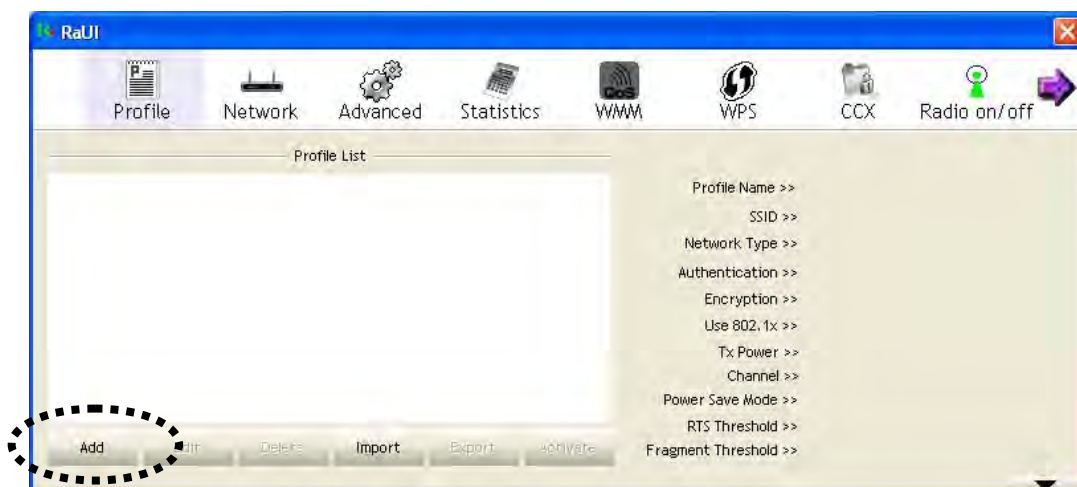 RaUI
Profile Network Advanced Statistics WMM WPS CCX Radio on/off
Profile List
Profile Name >>
SSID >>
Network Type >>
Authentication >>
Encryption >>
Use 802.1x >>
Tx Power >>
Channel >>
Power Save Mode >>
RTS Threshold >>
Fragment Threshold >>
Add Delete Import Export Activate